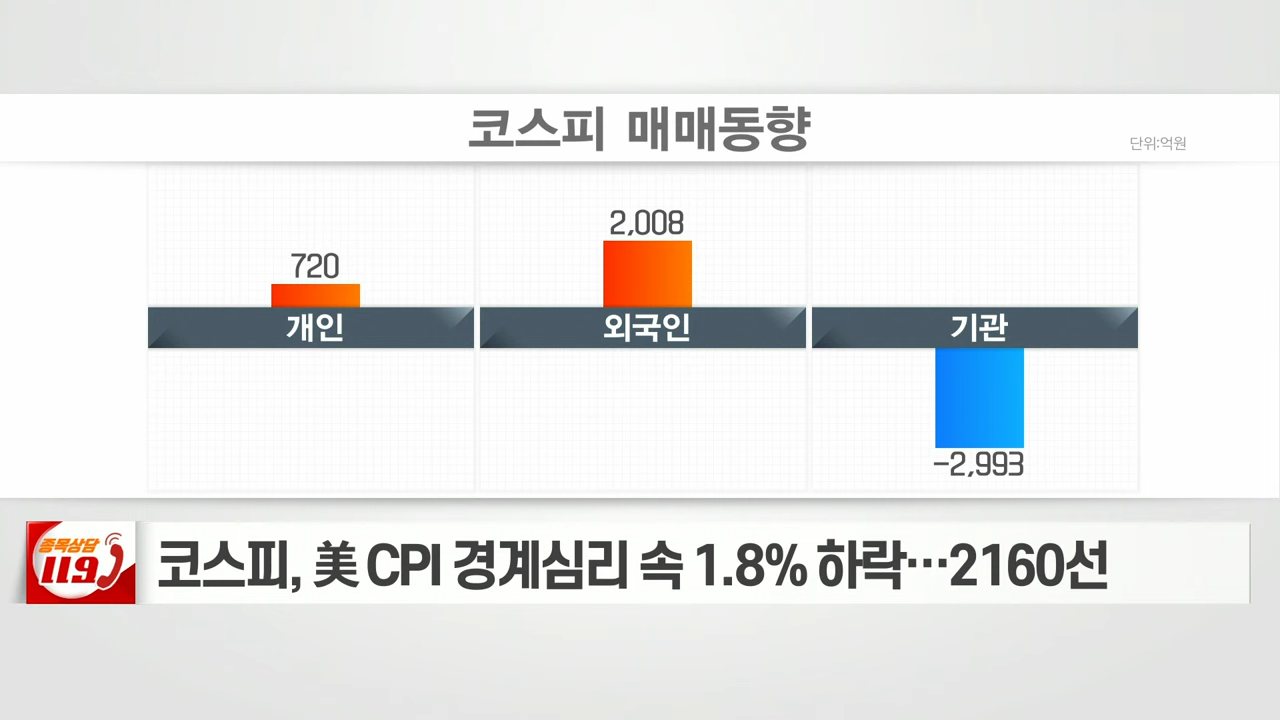 코스피 매매동향
단위:억원
720
2,008
개인
외국인
기관
-2,993
종목상담
119
코스피, 美 CPI 경계심리 속 1.8% 하락…2160선